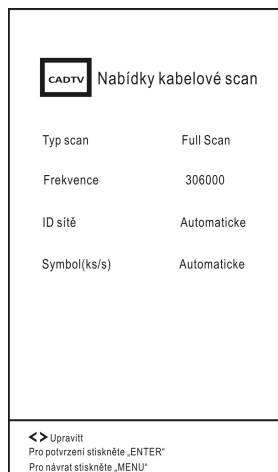 CADTV Nabídky kabelové scan
Typ scan Full Scan
Frekvence 306000
ID sítě Automaticke
Symbol(ks/s) Automaticke
<> Upravitt
Pro potvrzení stiskněte „ENTER“
Pro návrat stiskněte „MENU“